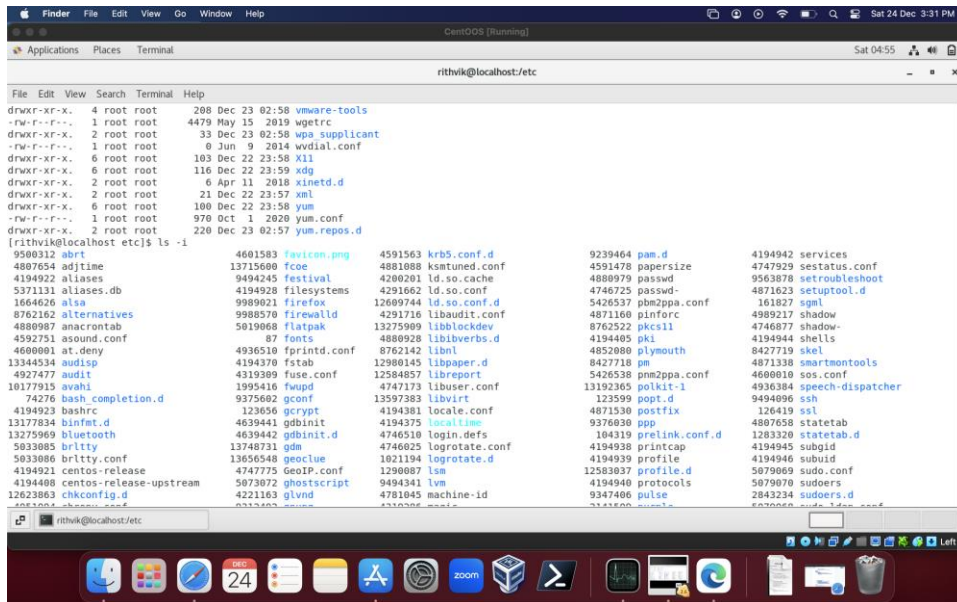 Finder File Edit View Go Window Help Sat 24 Dec 3:31 PM
CentOOS [Running]
Applications Places Terminal Sat 04:55
rithvik@localhost:/etc
File Edit View Search Terminal Help
drwxr-xr-x. 4 root root 208 Dec 23 02:58 vmware-tools
-rw-r--r--. 1 root root 4479 May 15 2019 wgetrc
drwxr-xr-x. 2 root root 33 Dec 23 02:58 wpa_supplicant
-rw-r--r--. 1 root root 0 Jun 9 2014 wvdial.conf
drwxr-xr-x. 6 root root 103 Dec 22 23:58 X11
drwxr-xr-x. 6 root root 116 Dec 22 23:59 xdg
drwxr-xr-x. 2 root root 6 Apr 11 2018 xinetd.d
drwxr-xr-x. 2 root root 21 Dec 22 23:57 xml
drwxr-xr-x. 6 root root 100 Dec 22 23:58 yum
-rw-r--r--. 1 root root 970 Oct 1 2020 yum.conf
drwxr-xr-x. 2 root root 220 Dec 23 02:57 yum.repos.d
[rithvik@localhost etc]$ ls -i
9500312 abrt 4601583 favicon.png 4591563 krb5.conf.d 9239464 pam.d 4194942 services
4807654 adjtime 13715600 fcoe 4881088 ksmtuned.conf 4591478 papersize 4747929 sestatus.conf
4194922 aliases 9494245 festival 4200201 ld.so.cache 4880979 passwd 9563878 setroubleshoot
5371131 aliases.db 4194928 filesystems 4291662 ld.so.conf 4746725 passwd- 4871623 setuptool.d
1664626 alsa 9989021 firefox 12609744 ld.so.conf.d 5426537 pbm2ppa.conf 161827 sgml
8762162 alternatives 9988570 firewalld 4291716 libaudit.conf 4871160 pinforc 4989217 shadow
4880987 anacrontab 5019068 flatpak 13275909 libblockdev 8762522 pkcs11 4746877 shadow-
4592751 asound.conf 87 fonts 4880928 libibverbs.d 4194405 pki 4194944 shells
4600001 at.deny 4936510 fprintd.conf 8762142 libnl 4852080 plymouth 8427719 skel
13344534 audisp 4194370 fstab 12980145 libpaper.d 8427718 pm 4871338 smartmontools
4927477 audit 4319309 fuse.conf 12584857 libreport 5426538 pnm2ppa.conf 4600010 sos.conf
10177915 avahi 1995416 fwupd 4747173 libuser.conf 13192365 polkit-1 4936384 speech-dispatcher
74276 bash_completion.d 9375602 gconf 13597383 libvirt 123599 popt.d 9494096 ssh
4194923 bashrc 123656 gcrypt 4194381 locale.conf 4871530 postfix 126419 ssl
13177834 binfmt.d 4639441 gdbinit 4194375 localtime 9376030 ppp 4807658 statetab
13275969 bluetooth 4639442 gdbinit.d 4746510 login.defs 104319 prelink.conf.d 1283320 statetab.d
5033085 brltty 13748731 gdm 4746025 logrotate.conf 4194938 printcap 4194945 subgid
5033086 brltty.conf 13656548 geoclue 1021194 logrotate.d 4194939 profile 4194946 subuid
4194921 centos-release 4747775 GeoIP.conf 1290087 lsm 12583037 profile.d 5079069 sudo.conf
4194408 centos-release-upstream 5073072 ghostscript 9494341 lvm 4194940 protocols 5079070 sudoers
12623863 chkconfig.d 4221163 glvnd 4781045 machine-id 9347406 pulse 2843234 sudoers.d
rithvik@localhost:/etc
Left
DEC
24
zoom